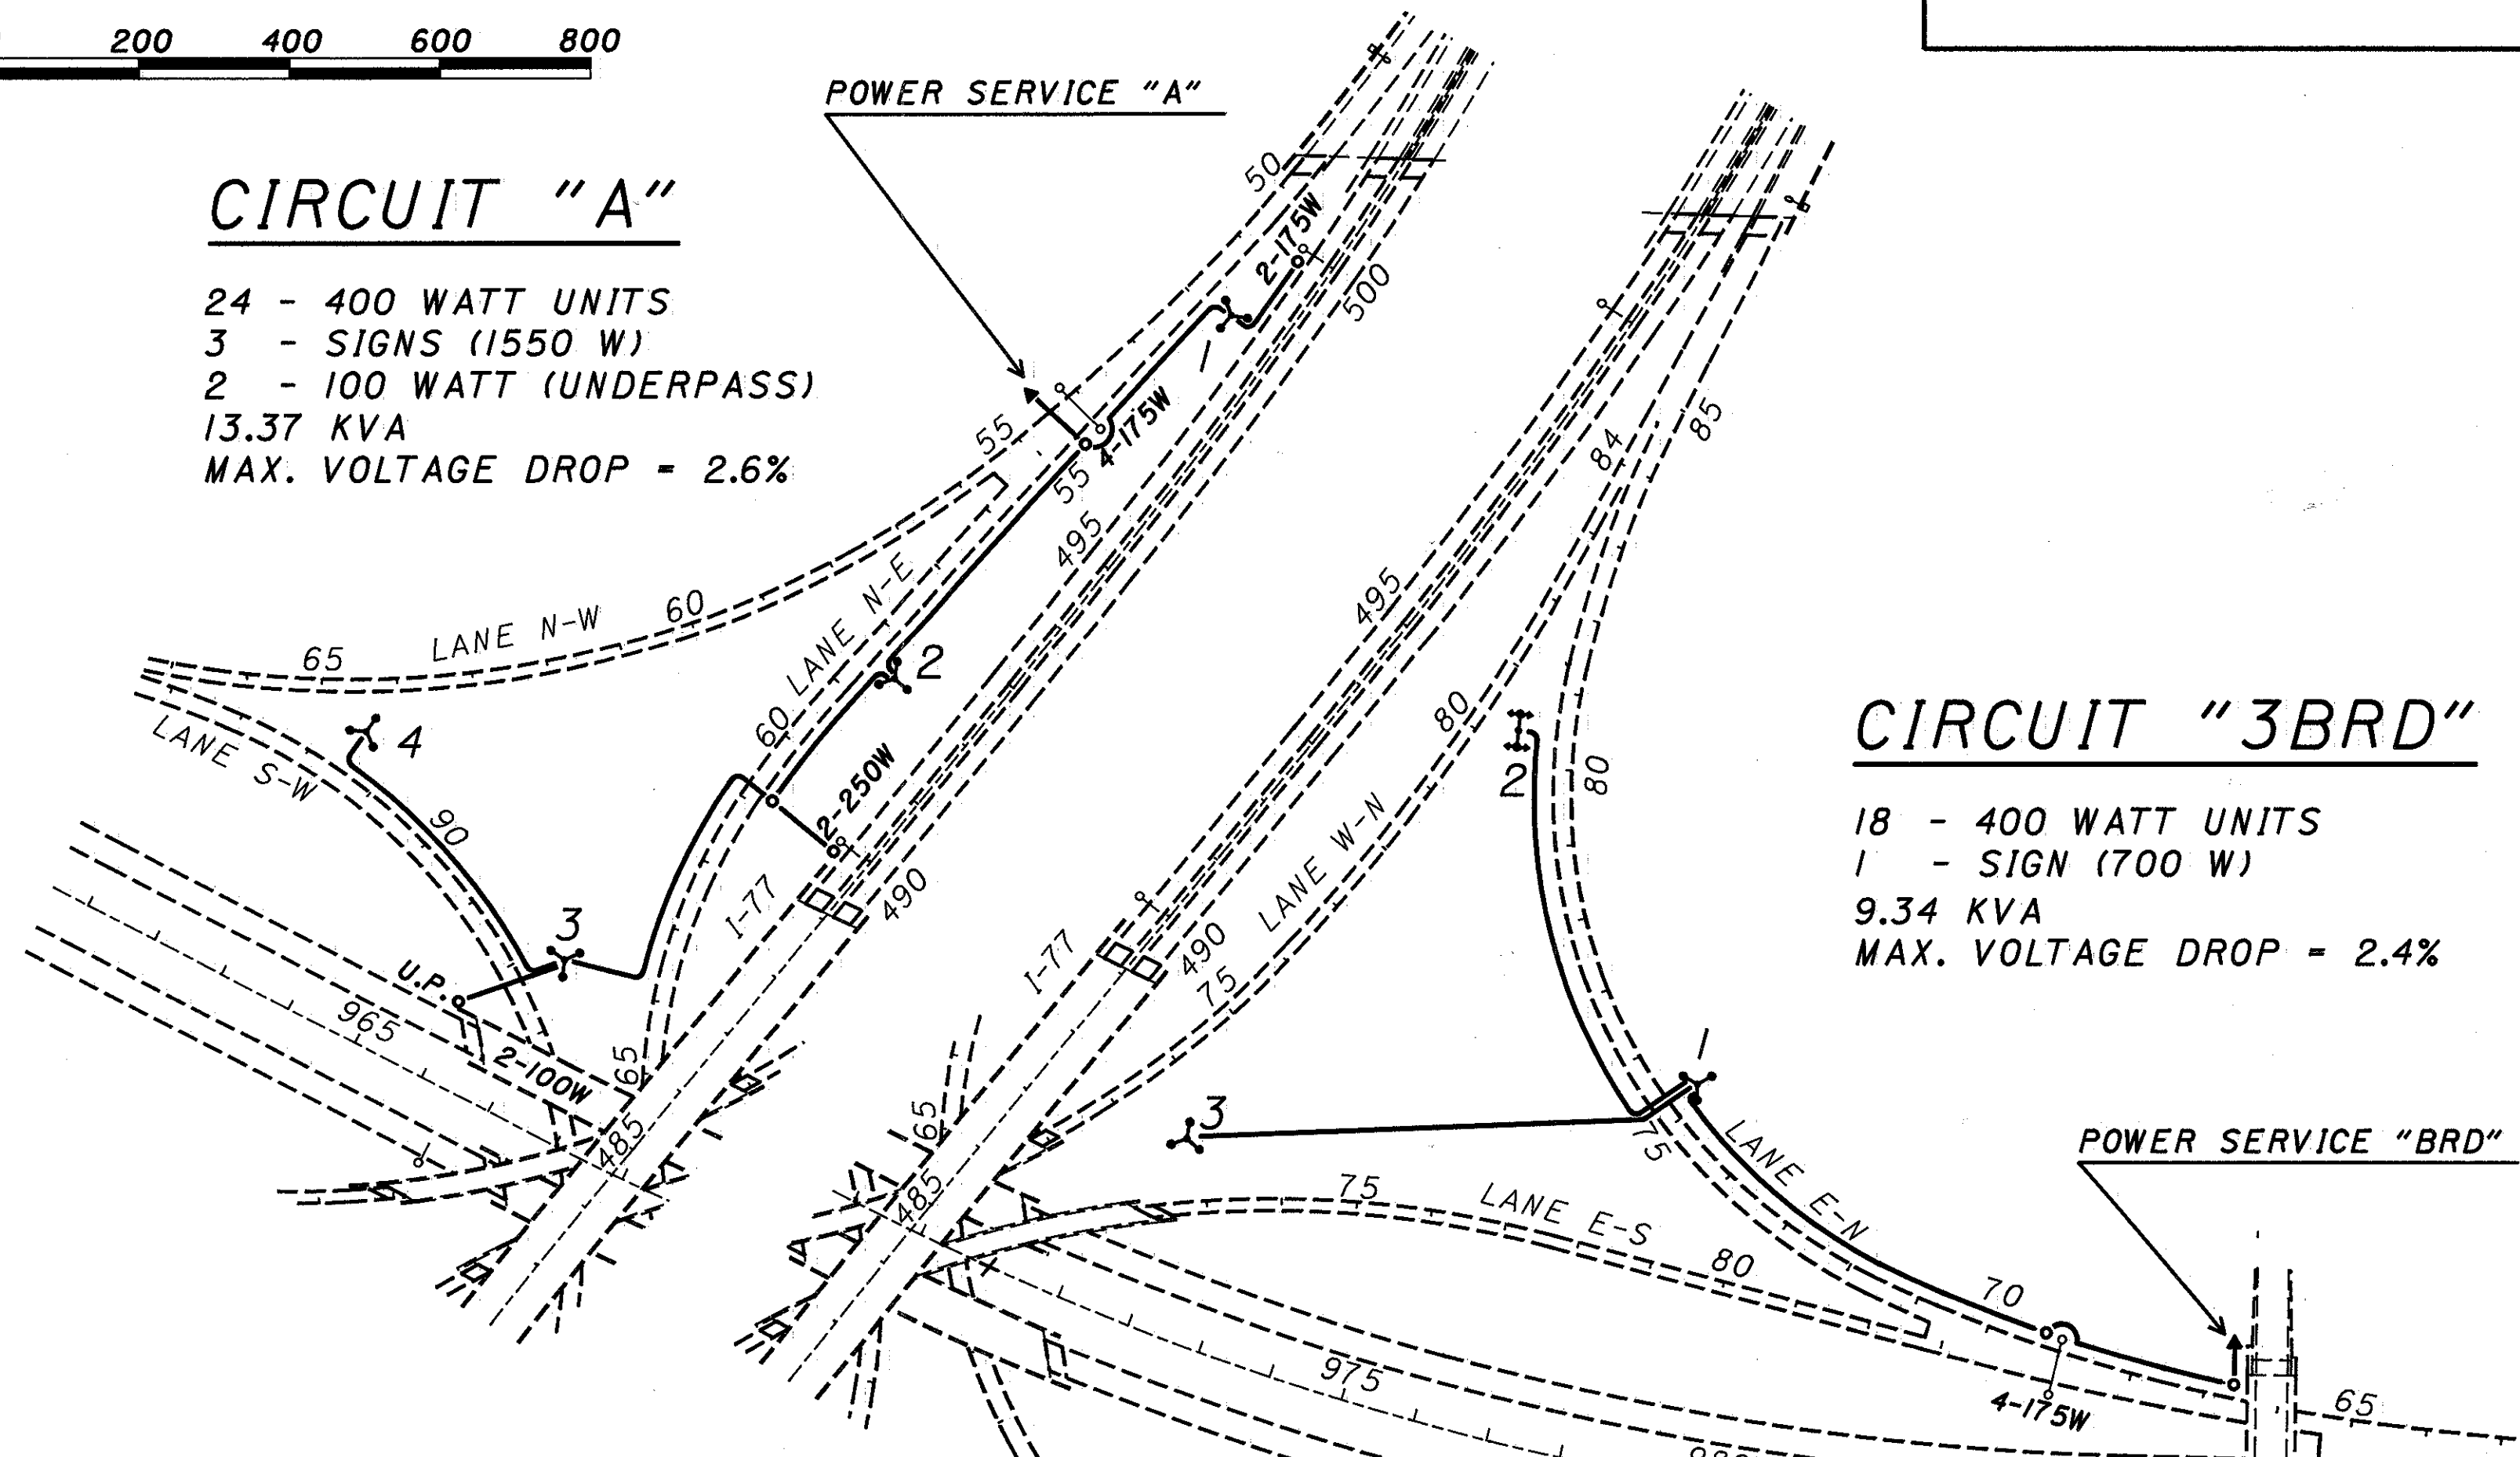 200 400 600 800
POWER SERVICE "A"
CIRCUIT "A"
24 - 400 WATT UNITS
3 - SIGNS (1550 W)
2 - 100 WATT (UNDERPASS)
13.37 KVA
MAX. VOLTAGE DROP = 2.6%
50
2-175W
500
1
4-175W
55
55
495
LANE N-E
60
LANE N-W
65
2
60
4
LANE S-W
90
2-250W
I-77
490
3
U.P.
965
2-100W
65
485
85
84
495
80
80
2
LANE W-N
I-77
490
75
CIRCUIT "3BRD"
18 - 400 WATT UNITS
1 - SIGN (700 W)
9.34 KVA
MAX. VOLTAGE DROP = 2.4%
1
3
65
485
75
LANE E-N
POWER SERVICE "BRD"
75
LANE E-S
80
70
975
4-175W
65